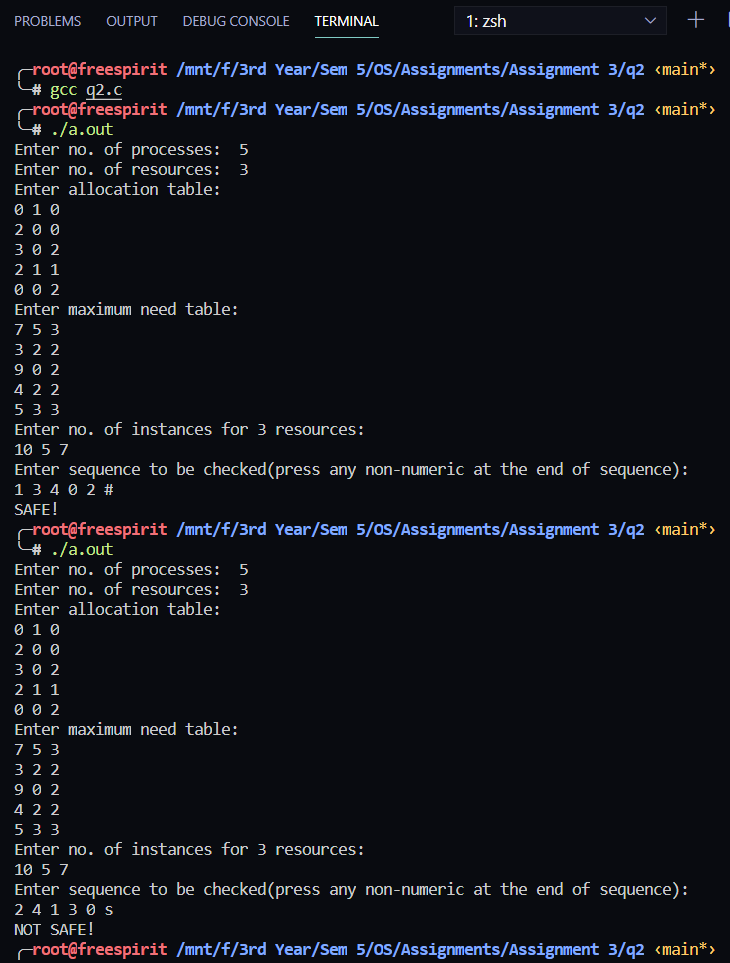 PROBLEMS OUTPUT DEBUG CONSOLE TERMINAL 1: zsh
╭─root@freespirit /mnt/f/3rd Year/Sem 5/OS/Assignments/Assignment 3/q2 ‹main*›
╰─# gcc q2.c
╭─root@freespirit /mnt/f/3rd Year/Sem 5/OS/Assignments/Assignment 3/q2 ‹main*›
╰─# ./a.out
Enter no. of processes:  5
Enter no. of resources:  3
Enter allocation table:
0 1 0
2 0 0
3 0 2
2 1 1
0 0 2
Enter maximum need table:
7 5 3
3 2 2
9 0 2
4 2 2
5 3 3
Enter no. of instances for 3 resources:
10 5 7
Enter sequence to be checked(press any non-numeric at the end of sequence):
1 3 4 0 2 #
SAFE!
╭─root@freespirit /mnt/f/3rd Year/Sem 5/OS/Assignments/Assignment 3/q2 ‹main*›
╰─# ./a.out
Enter no. of processes:  5
Enter no. of resources:  3
Enter allocation table:
0 1 0
2 0 0
3 0 2
2 1 1
0 0 2
Enter maximum need table:
7 5 3
3 2 2
9 0 2
4 2 2
5 3 3
Enter no. of instances for 3 resources:
10 5 7
Enter sequence to be checked(press any non-numeric at the end of sequence):
2 4 1 3 0 s
NOT SAFE!
╭─root@freespirit /mnt/f/3rd Year/Sem 5/OS/Assignments/Assignment 3/q2 ‹main*›